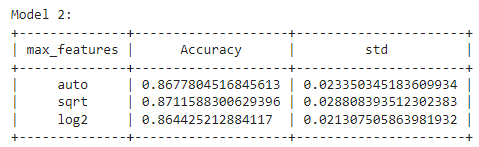 Model 2:
+--------------+--------------------+----------------------+
| max_features |      Accuracy      |         std          |
+--------------+--------------------+----------------------+
|     auto     | 0.8677804516845613 | 0.023350345183609934 |
|     sqrt     | 0.8711588300629396 | 0.028808393512302383 |
|     log2     | 0.864425212884117  | 0.021307505863981932 |
+--------------+--------------------+----------------------+